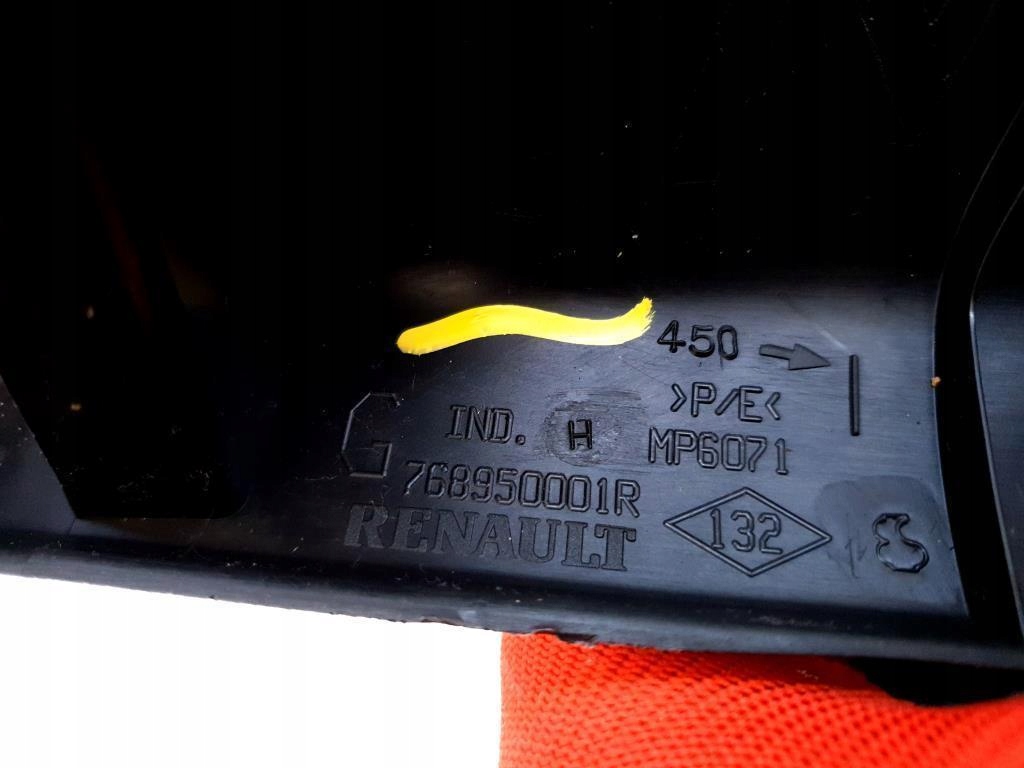 450
>P/E<
G IND. H MP6071
768950001R
RENAULT 132